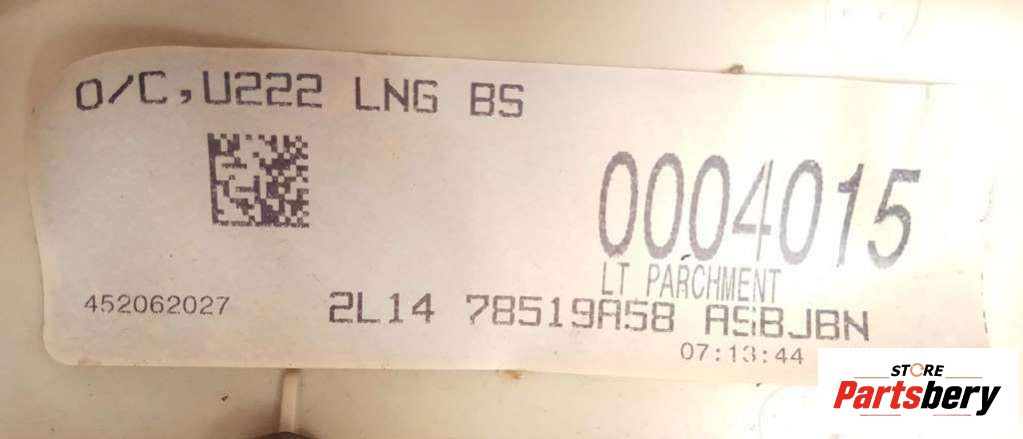 O/C,U222 LNG BS
0004015
LT PARCHMENT
452062027
2L14 78519A58 ASBJBN
07:13:44
STORE
Partsbery